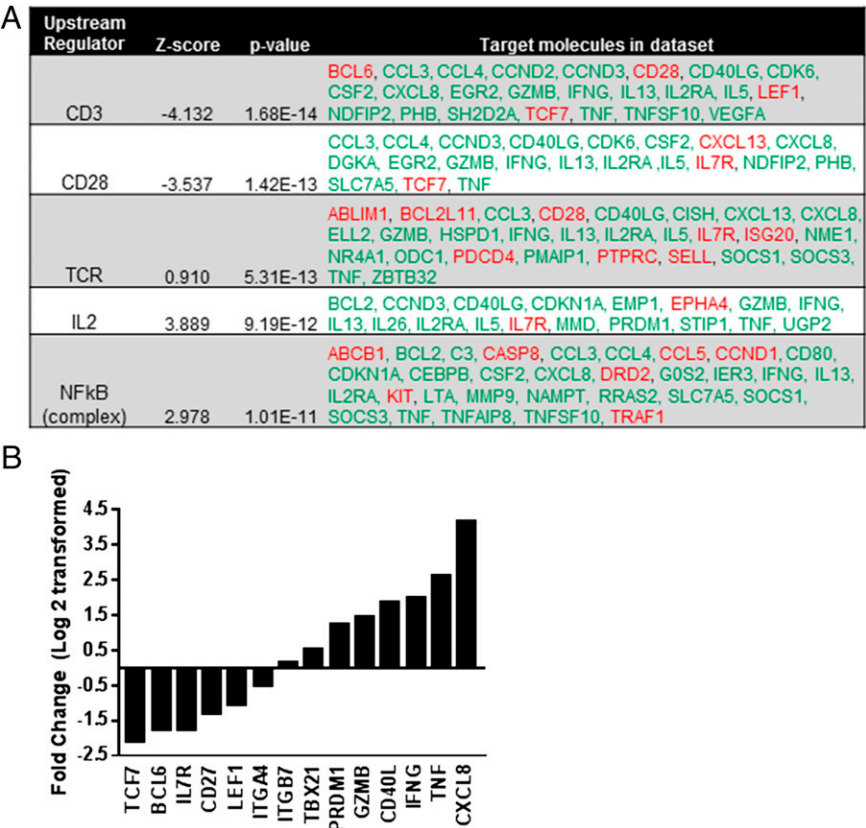 A
Upstream Regulator Z-score p-value Target molecules in dataset
BCL6, CCL3, CCL4, CCND2, CCND3, CD28, CD40LG, CDK6,
CSF2, CXCL8, EGR2, GZMB, IFNG, IL13, IL2RA, IL5, LEF1,
CD3 -4.132 1.68E-14 NDFIP2, PHB, SH2D2A, TCF7, TNF, TNFSF10, VEGFA
CCL3, CCL4, CCND3, CD40LG, CDK6, CSF2, CXCL13, CXCL8,
DGKA, EGR2, GZMB, IFNG, IL13, IL2RA ,IL5, IL7R, NDFIP2, PHB,
CD28 -3.537 1.42E-13 SLC7A5, TCF7, TNF
ABLIM1, BCL2L11, CCL3, CD28, CD40LG, CISH, CXCL13, CXCL8,
ELL2, GZMB, HSPD1, IFNG, IL13, IL2RA, IL5, IL7R, ISG20, NME1,
NR4A1, ODC1, PDCD4, PMAIP1, PTPRC, SELL, SOCS1, SOCS3,
TCR 0.910 5.31E-13 TNF, ZBTB32
BCL2, CCND3, CD40LG, CDKN1A, EMP1, EPHA4, GZMB, IFNG,
IL2 3.889 9.19E-12 IL13, IL26, IL2RA, IL5, IL7R, MMD, PRDM1, STIP1, TNF, UGP2
ABCB1, BCL2, C3, CASP8, CCL3, CCL4, CCL5, CCND1, CD80,
CDKN1A, CEBPB, CSF2, CXCL8, DRD2, G0S2, IER3, IFNG, IL13,
NFkB IL2RA, KIT, LTA, MMP9, NAMPT, RRAS2, SLC7A5, SOCS1,
(complex) 2.978 1.01E-11 SOCS3, TNF, TNFAIP8, TNFSF10, TRAF1
B
Fold Change (Log 2 transformed)
4.5
3.5
2.5
1.5
0.5
-0.5
-1.5
-2.5
TCF7
BCL6
IL7R
CD27
LEF1
ITGA4
ITGB7
TBX21
PRDM1
GZMB
CD40L
IFNG
TNF
CXCL8